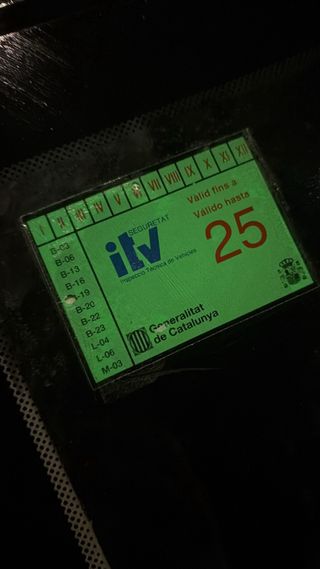 I II III IV V VI VII VIII IX X XI XII
B-03
B-06
B-13
B-16
B-19
B-20
B-22
B-23
L-04
L-06
M-03
SEGURETAT
itv
Inspecció Tècnica de Vehicles
Vàlid fins a
Válido hasta
25
Generalitat
de Catalunya